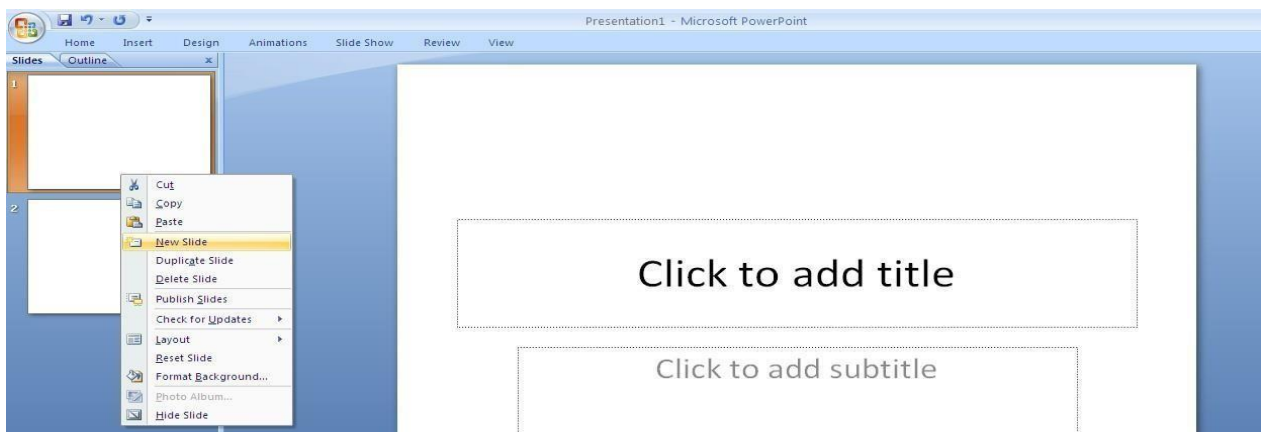 Presentation1 - Microsoft PowerPoint
Home Insert Design Animations Slide Show Review View
Slides Outline x
1
2
Cut
Copy
Paste
New Slide
Duplicate Slide
Delete Slide
Publish Slides
Check for Updates
Layout
Reset Slide
Format Background...
Photo Album...
Hide Slide
Click to add title
Click to add subtitle